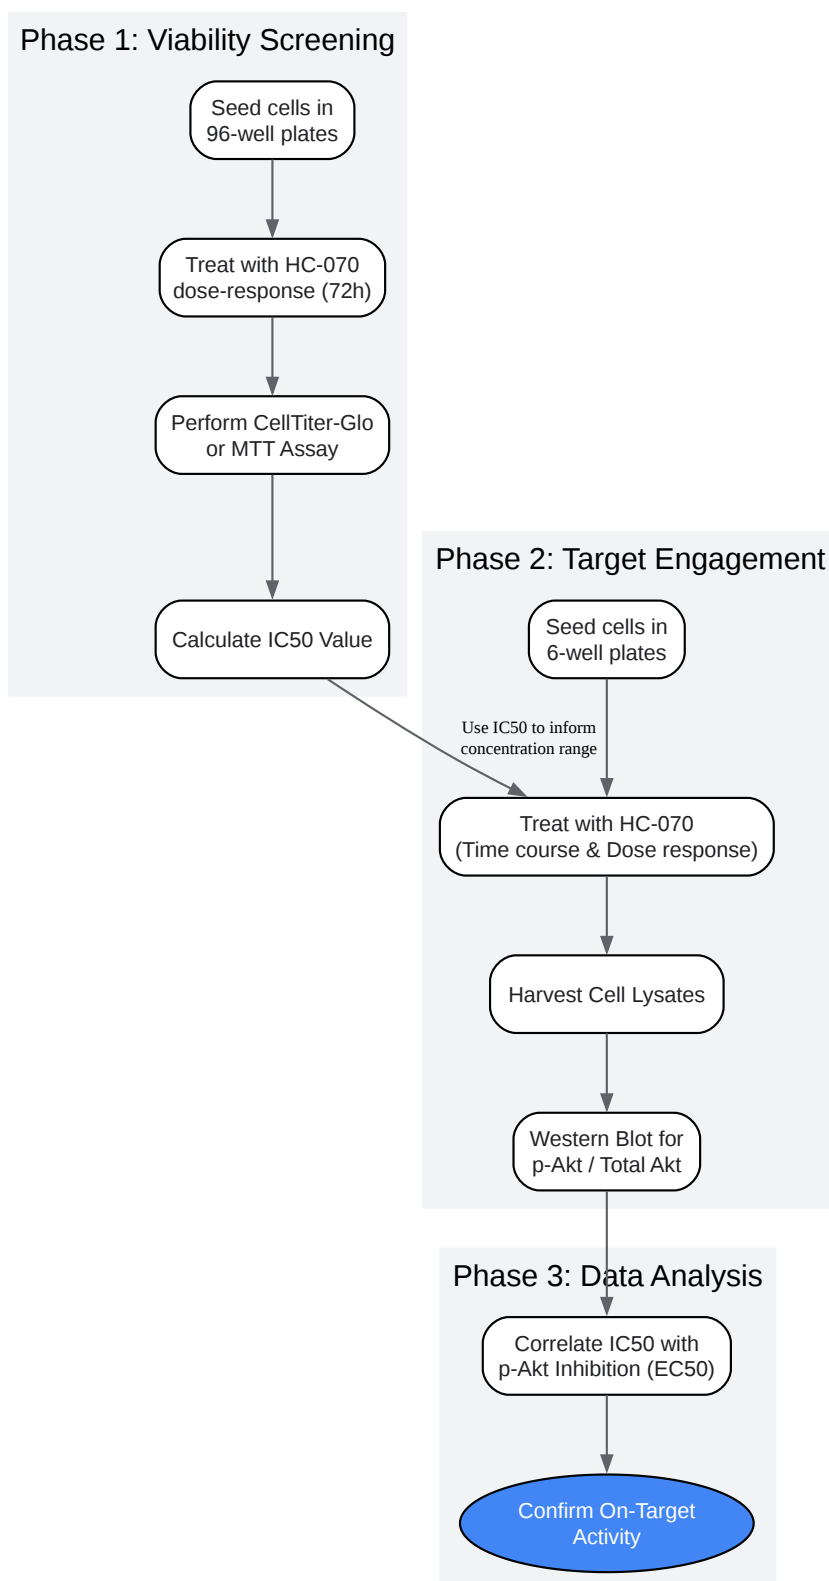 Phase 1: Viability Screening
Seed cells in
96-well plates
Treat with HC-070
dose-response (72h)
Perform CellTiter-Glo
or MTT Assay
Calculate IC50 Value
Phase 2: Target Engagement
Seed cells in
6-well plates
Use IC50 to inform
concentration range
Treat with HC-070
(Time course & Dose response)
Harvest Cell Lysates
Western Blot for
p-Akt / Total Akt
Phase 3: Data Analysis
Correlate IC50 with
p-Akt Inhibition (EC50)
Confirm On-Target
Activity